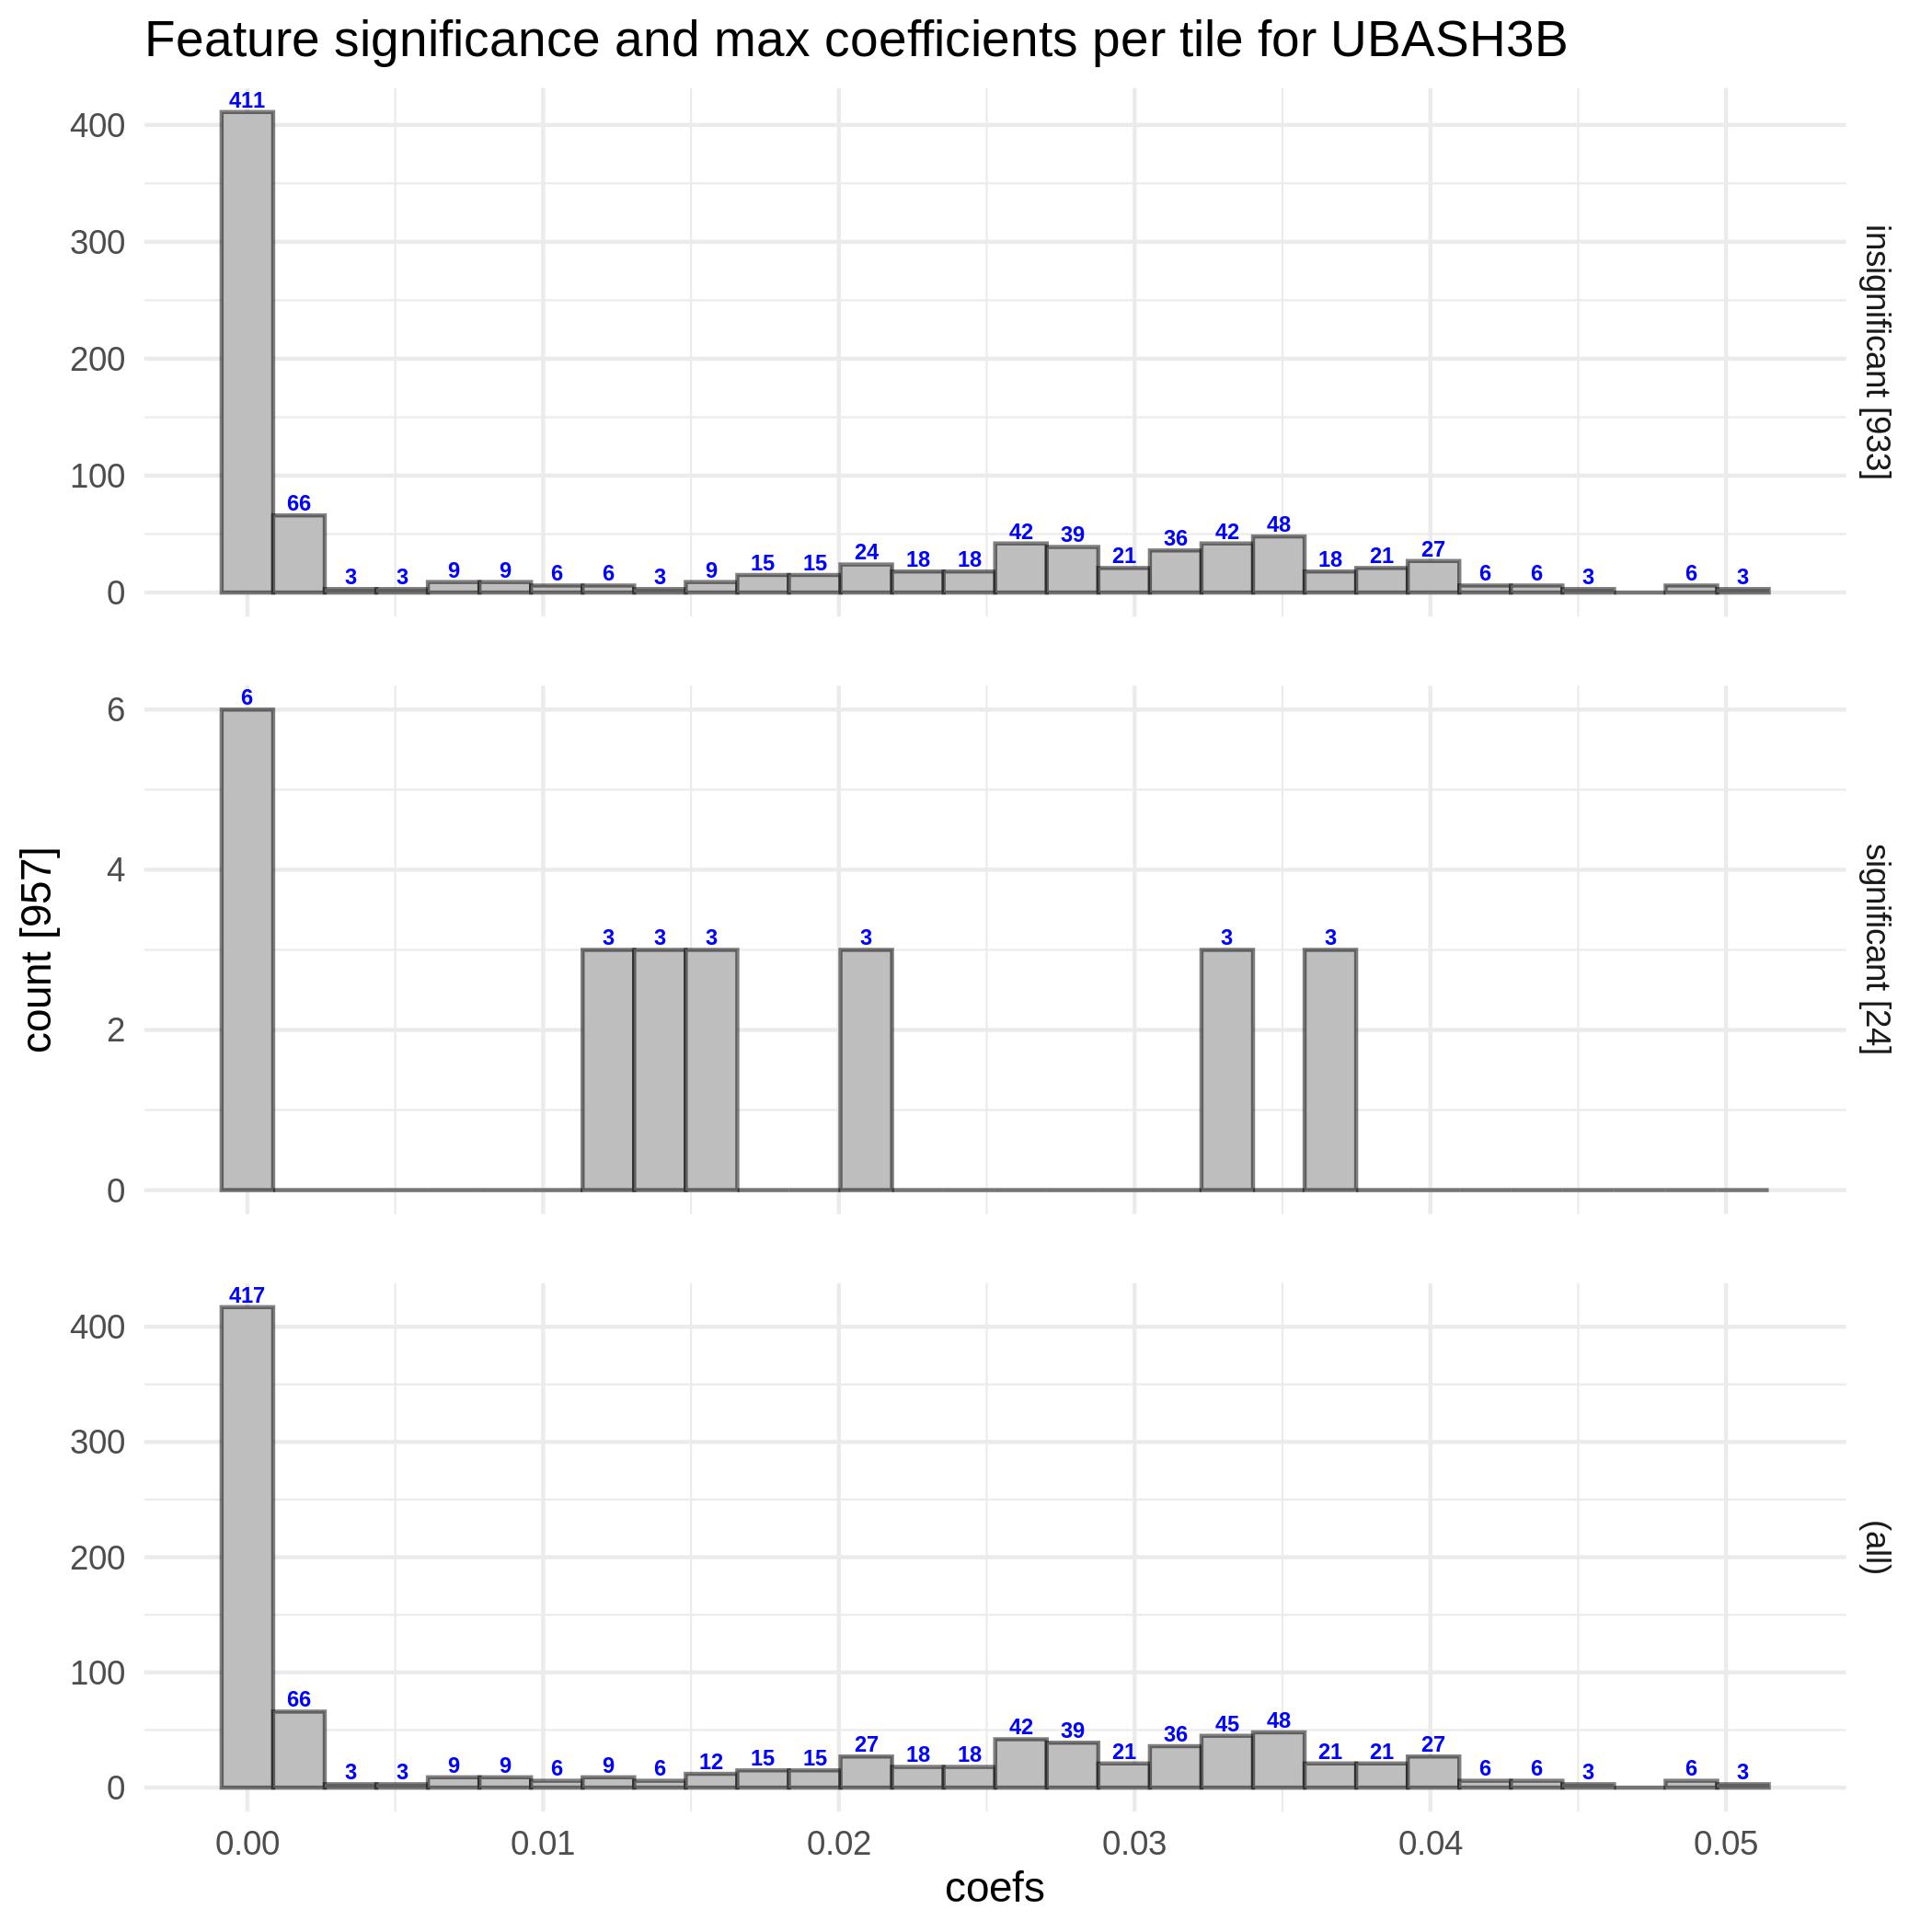 Feature significance and max coefficients per tile for UBASH3B
411
400
300
200
100
0
66 3 3 9 9 6 6 3 9 15 15 24 18 18 42 39 21 36 42 48 18 21 27 6 6 3 6 3
insignificant [933]
6
6
4
2
0
3 3 3 3 3 3
significant [24]
count [957]
417
400
300
200
100
0
66 3 3 9 9 6 9 6 12 15 15 27 18 18 42 39 21 36 45 48 21 21 27 6 6 3 6 3
(all)
0.00 0.01 0.02 0.03 0.04 0.05
coefs